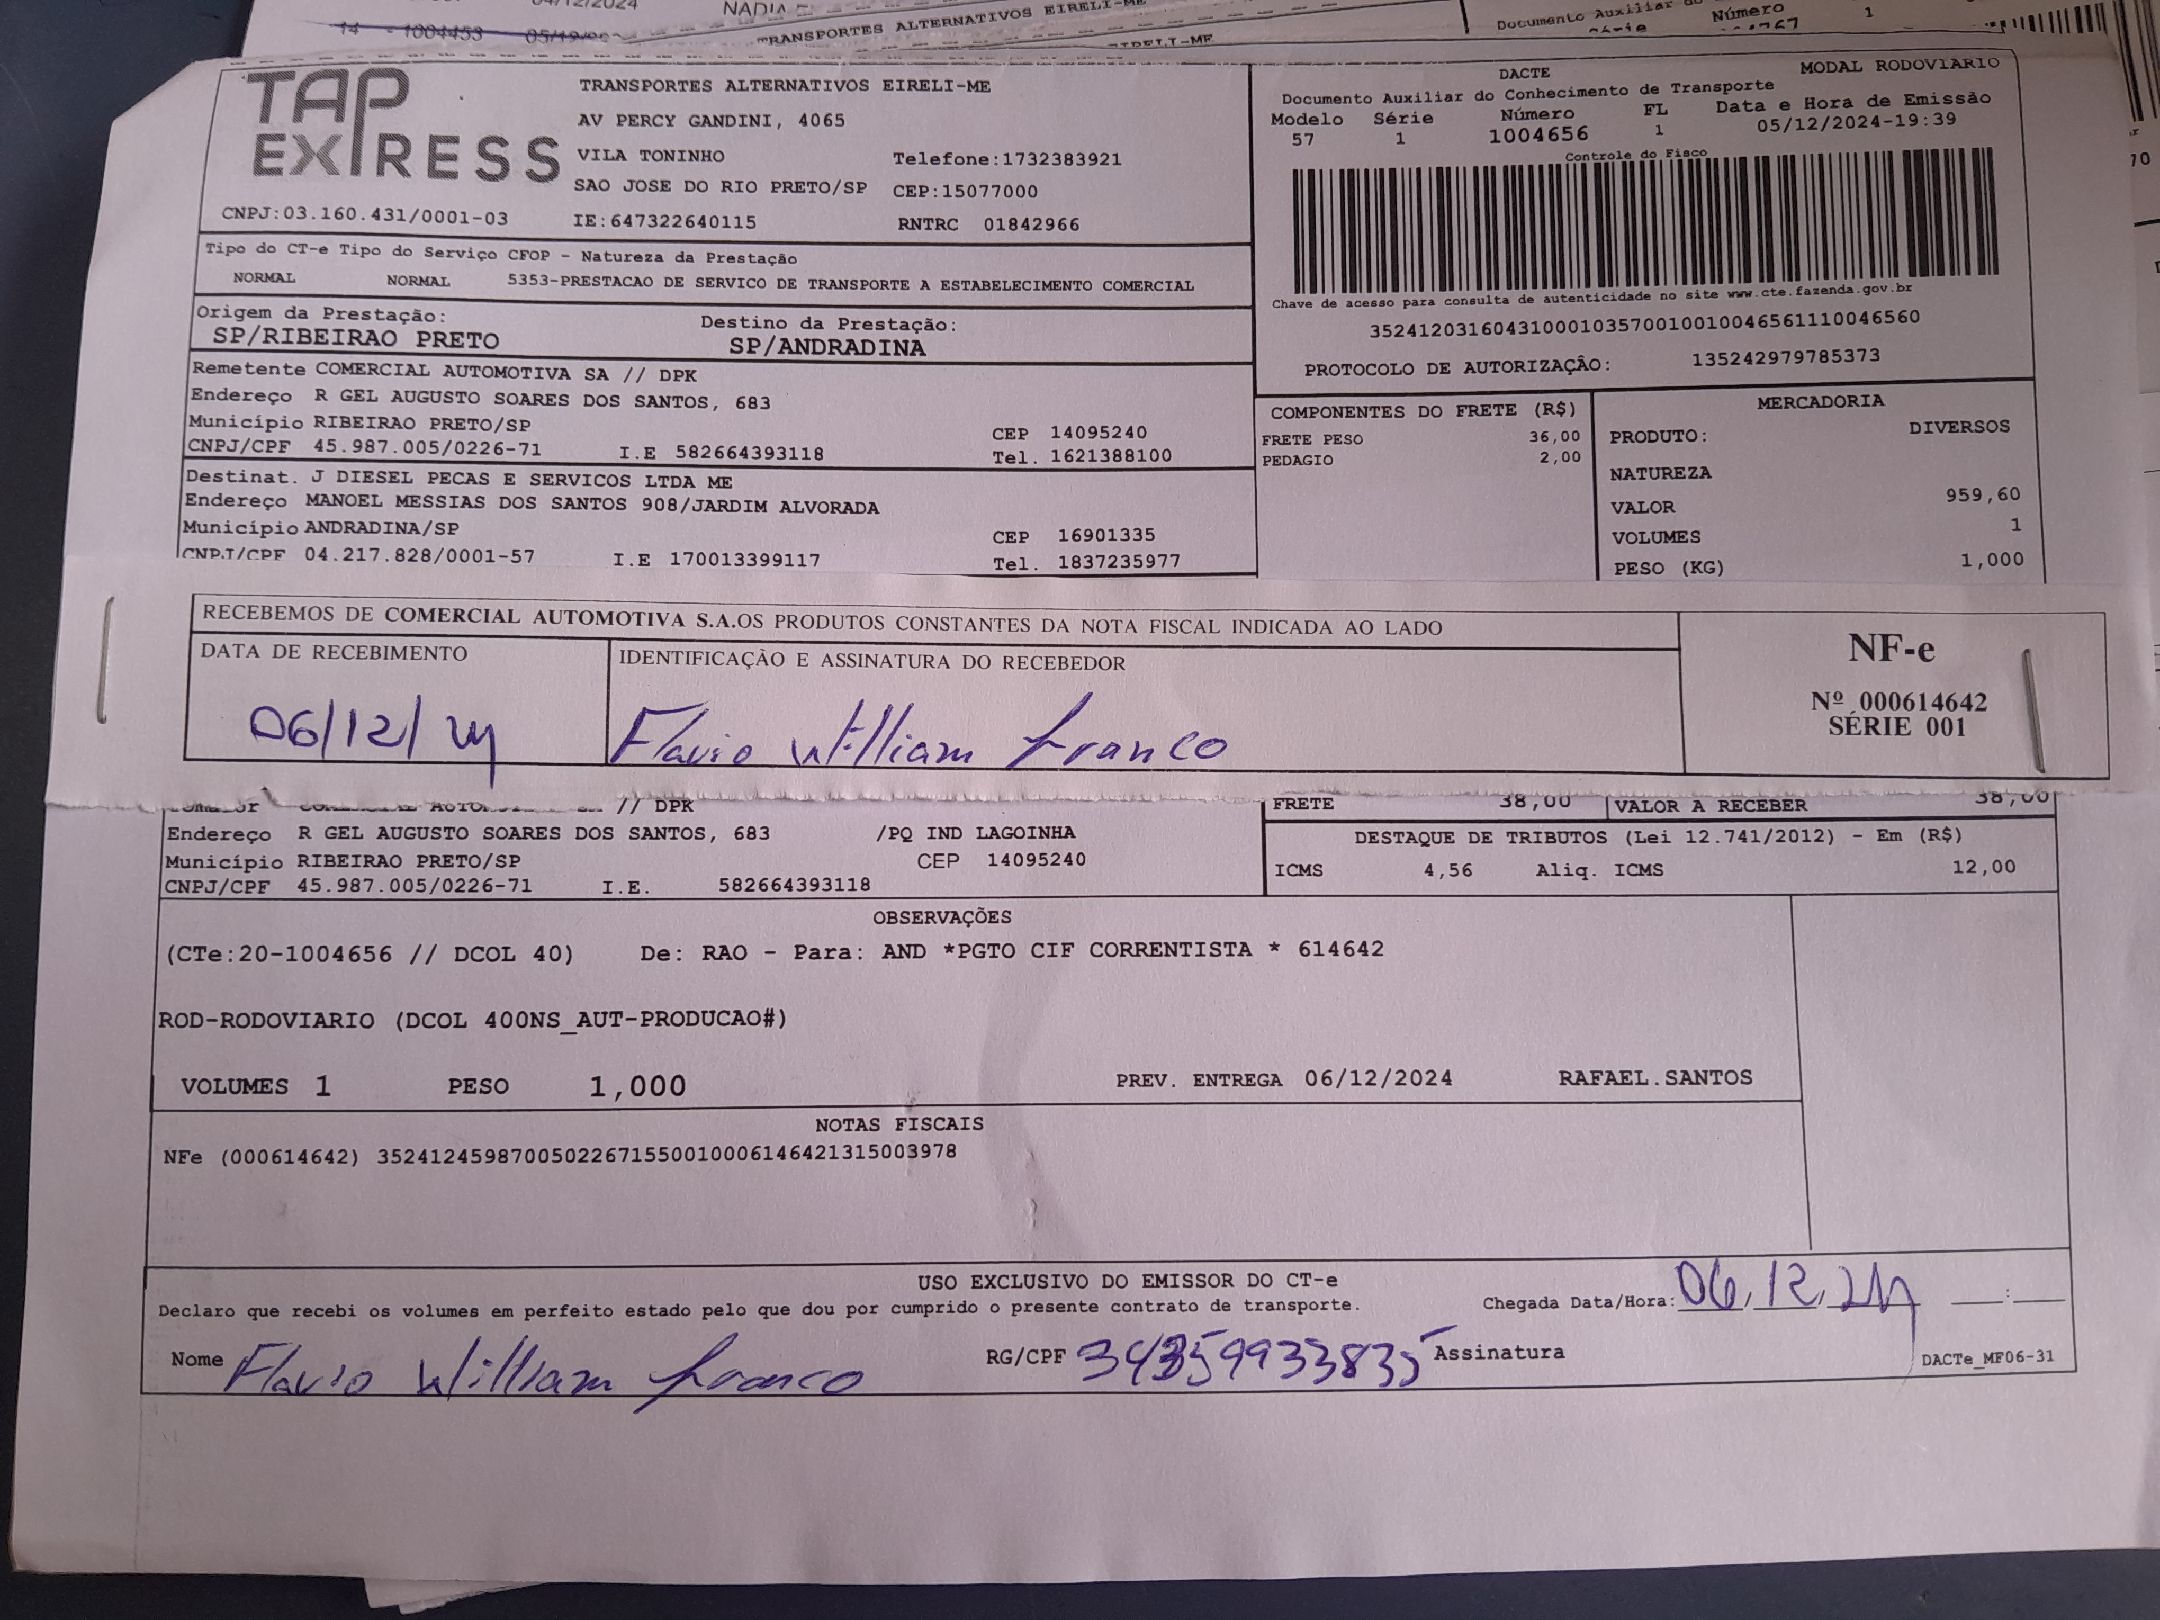 04/12/2024 NADIA
14 - 1004453
TRANSPORTES ALTERNATIVOS EIRELI-ME
Documento Auxiliar do
Número
1
TAP EXPRESS
TRANSPORTES ALTERNATIVOS EIRELI-ME
AV PERCY GANDINI, 4065
VILA TONINHO Telefone:1732383921
SAO JOSE DO RIO PRETO/SP CEP:15077000
CNPJ:03.160.431/0001-03 IE:647322640115 RNTRC 01842966
DACTE MODAL RODOVIARIO
Documento Auxiliar do Conhecimento de Transporte
Modelo Série Número FL Data e Hora de Emissão
57 1 1004656 1 05/12/2024-19:39
Controle do Fisco
Chave de acesso para consulta de autenticidade no site www.cte.fazenda.gov.br
35241203160431000103570010010046561110046560
PROTOCOLO DE AUTORIZAÇÂO: 135242979785373
Tipo do CT-e Tipo do Serviço CFOP - Natureza da Prestação
NORMAL NORMAL 5353-PRESTACAO DE SERVICO DE TRANSPORTE A ESTABELECIMENTO COMERCIAL
Origem da Prestação: Destino da Prestação:
SP/RIBEIRAO PRETO SP/ANDRADINA
Remetente COMERCIAL AUTOMOTIVA SA // DPK
Endereço R GEL AUGUSTO SOARES DOS SANTOS, 683
Município RIBEIRAO PRETO/SP CEP 14095240
CNPJ/CPF 45.987.005/0226-71 I.E 582664393118 Tel. 1621388100
Destinat. J DIESEL PECAS E SERVICOS LTDA ME
Endereço MANOEL MESSIAS DOS SANTOS 908/JARDIM ALVORADA
Município ANDRADINA/SP CEP 16901335
CNPJ/CPF 04.217.828/0001-57 I.E 170013399117 Tel. 1837235977
COMPONENTES DO FRETE (R$)
FRETE PESO 36,00
PEDAGIO 2,00
MERCADORIA
PRODUTO: DIVERSOS
NATUREZA
VALOR 959,60
VOLUMES 1
PESO (KG) 1,000
RECEBEMOS DE COMERCIAL AUTOMOTIVA S.A.OS PRODUTOS CONSTANTES DA NOTA FISCAL INDICADA AO LADO
DATA DE RECEBIMENTO IDENTIFICAÇÃO E ASSINATURA DO RECEBEDOR
06/12/24 Flavio William Franco
NF-e
Nº 000614642
SÉRIE 001
// DPK
Endereço R GEL AUGUSTO SOARES DOS SANTOS, 683 /PQ IND LAGOINHA
Município RIBEIRAO PRETO/SP CEP 14095240
CNPJ/CPF 45.987.005/0226-71 I.E. 582664393118
FRETE 38,00 VALOR A RECEBER 38,00
DESTAQUE DE TRIBUTOS (Lei 12.741/2012) - Em (R$)
ICMS 4,56 Aliq. ICMS 12,00
OBSERVAÇÕES
(CTe:20-1004656 // DCOL 40) De: RAO - Para: AND *PGTO CIF CORRENTISTA * 614642
ROD-RODOVIARIO (DCOL 400NS_AUT-PRODUCAO#)
VOLUMES 1 PESO 1,000 PREV. ENTREGA 06/12/2024 RAFAEL.SANTOS
NOTAS FISCAIS
NFe (000614642) 35241245987005022671550010006146421315003978
USO EXCLUSIVO DO EMISSOR DO CT-e
Declaro que recebi os volumes em perfeito estado pelo que dou por cumprido o presente contrato de transporte. Chegada Data/Hora: 06/12/24 __:__
Nome Flavio William Franco RG/CPF Assinatura
DACTe_MF06-31